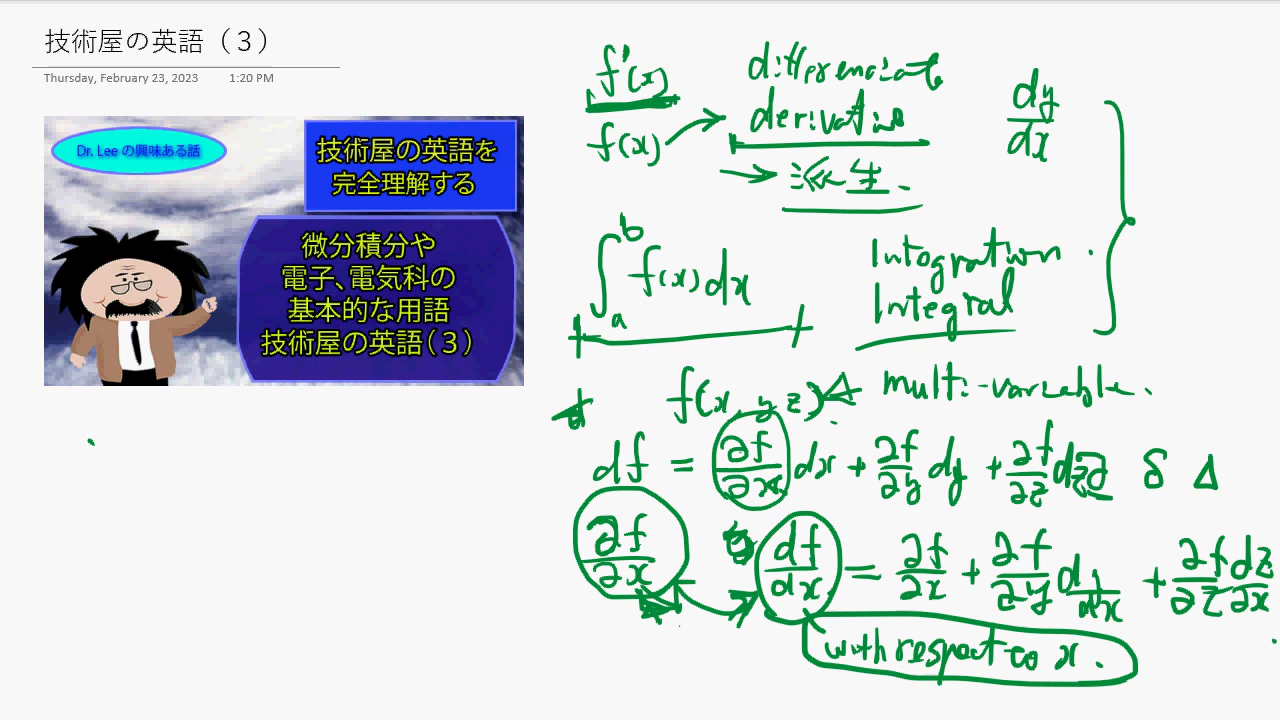 技術屋の英語（３）
Thursday, February 23, 2023 1:20 PM
Dr. Lee の興味ある話
技術屋の英語を
完全理解する
微分積分や
電子、電気科の
基本的な用語
技術屋の英語（３）
f'(x)
f(x)
differenciate
derivative
→ 派生.
dy/dx
∫_a^b f(x)dx
Integration.
Integral
f(x, y z) multi-variable.
df = ∂f/∂x dx + ∂f/∂y dy + ∂f/∂z dz ∂ δ Δ
∂f/∂x df/dx = ∂f/∂x + ∂f/∂y dy/dx + ∂f/∂z dz/∂x
with respect to x.